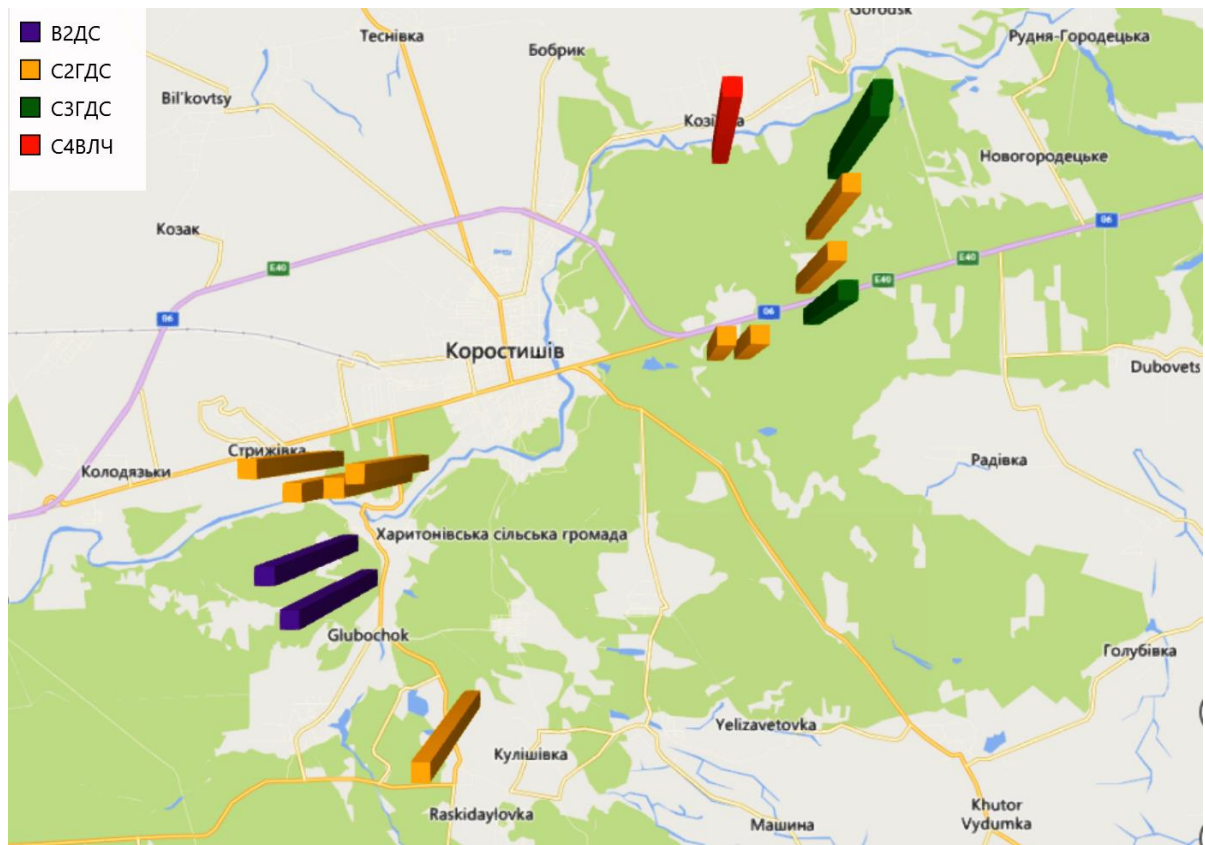 В2ДС
С2ГДС
С3ГДС
С4ВЛЧ
Gorodsk
Теснівка
Бобрик
Рудня-Городецька
Bil'kovtsy
Новогородецьке
Козак
06
E40
E40
E40
06
06
Коростишів
Dubovets
Стрижівка
Колодязьки
Радівка
Харитонівська сільська громада
Glubochok
Голубівка
Yelizavetovka
Кулішівка
Raskidaylovka
Машина
Khutor
Vydumka